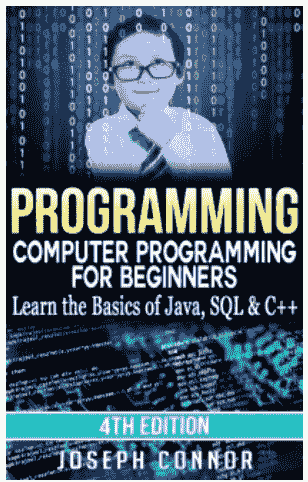 PROGRAMMING
COMPUTER PROGRAMMING
FOR BEGINNERS
Learn the Basics of Java, SQL & C++
4TH EDITION
JOSEPH CONNOR